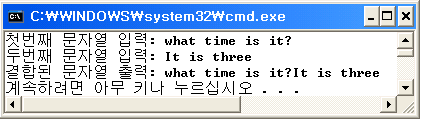 C:₩WINDOWS₩system32₩cmd.exe
첫번째 문자열 입력: what time is it?
두번째 문자열 입력: It is three
결합된 문자열 출력: what time is it?It is three
계속하려면 아무 키나 누르십시오 . . .